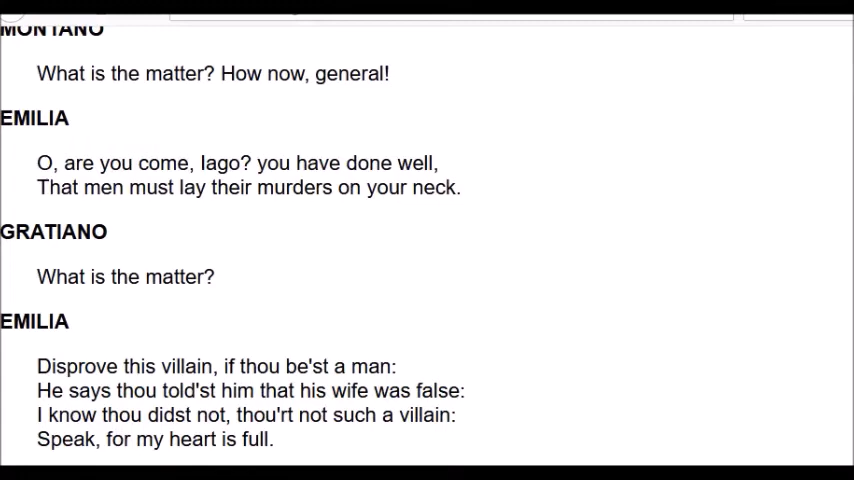 MONTANO
What is the matter? How now, general!
EMILIA
O, are you come, Iago? you have done well,
That men must lay their murders on your neck.
GRATIANO
What is the matter?
EMILIA
Disprove this villain, if thou be'st a man:
He says thou told'st him that his wife was false:
I know thou didst not, thou'rt not such a villain:
Speak, for my heart is full.